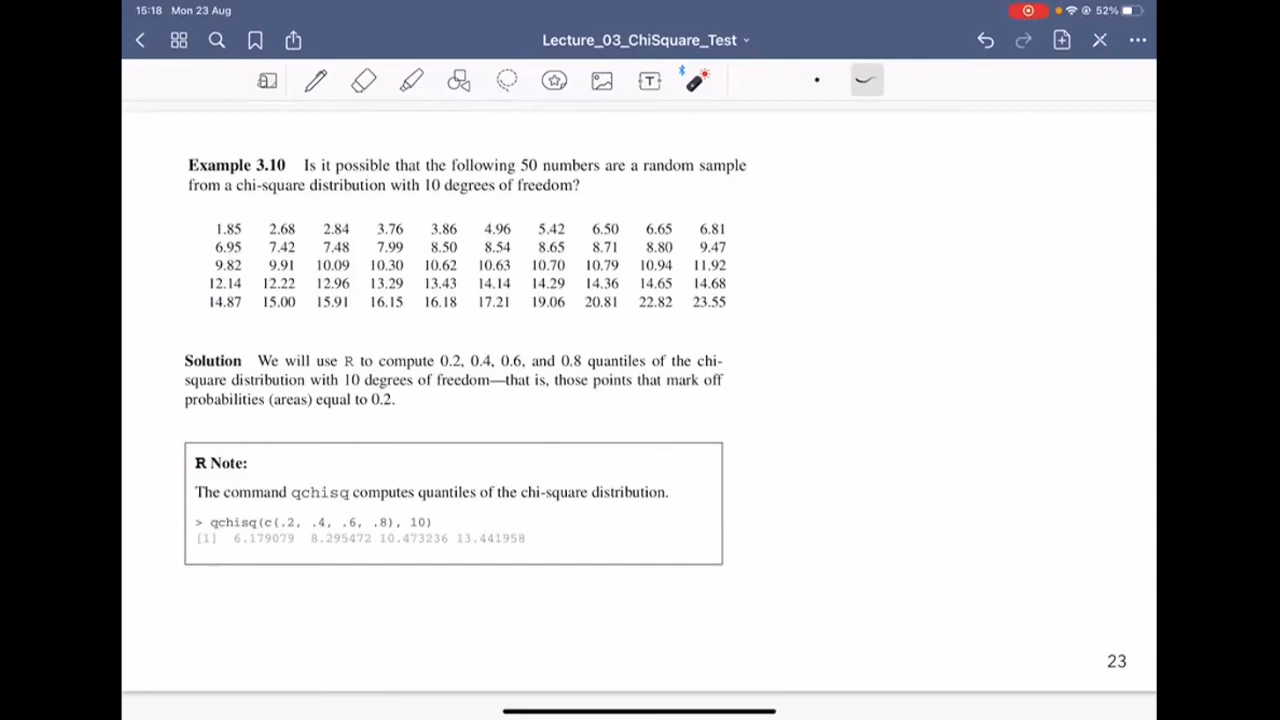 15:18 Mon 23 Aug
52%
Lecture_03_ChiSquare_Test
T
Example 3.10 Is it possible that the following 50 numbers are a random sample
from a chi-square distribution with 10 degrees of freedom?
1.85 2.68 2.84 3.76 3.86 4.96 5.42 6.50 6.65 6.81
6.95 7.42 7.48 7.99 8.50 8.54 8.65 8.71 8.80 9.47
9.82 9.91 10.09 10.30 10.62 10.63 10.70 10.79 10.94 11.92
12.14 12.22 12.96 13.29 13.43 14.14 14.29 14.36 14.65 14.68
14.87 15.00 15.91 16.15 16.18 17.21 19.06 20.81 22.82 23.55
Solution We will use R to compute 0.2, 0.4, 0.6, and 0.8 quantiles of the chi-
square distribution with 10 degrees of freedom—that is, those points that mark off
probabilities (areas) equal to 0.2.
R Note:
The command qchisq computes quantiles of the chi-square distribution.
> qchisq(c(.2, .4, .6, .8), 10)
[1] 6.179079 8.295472 10.473236 13.441958
23